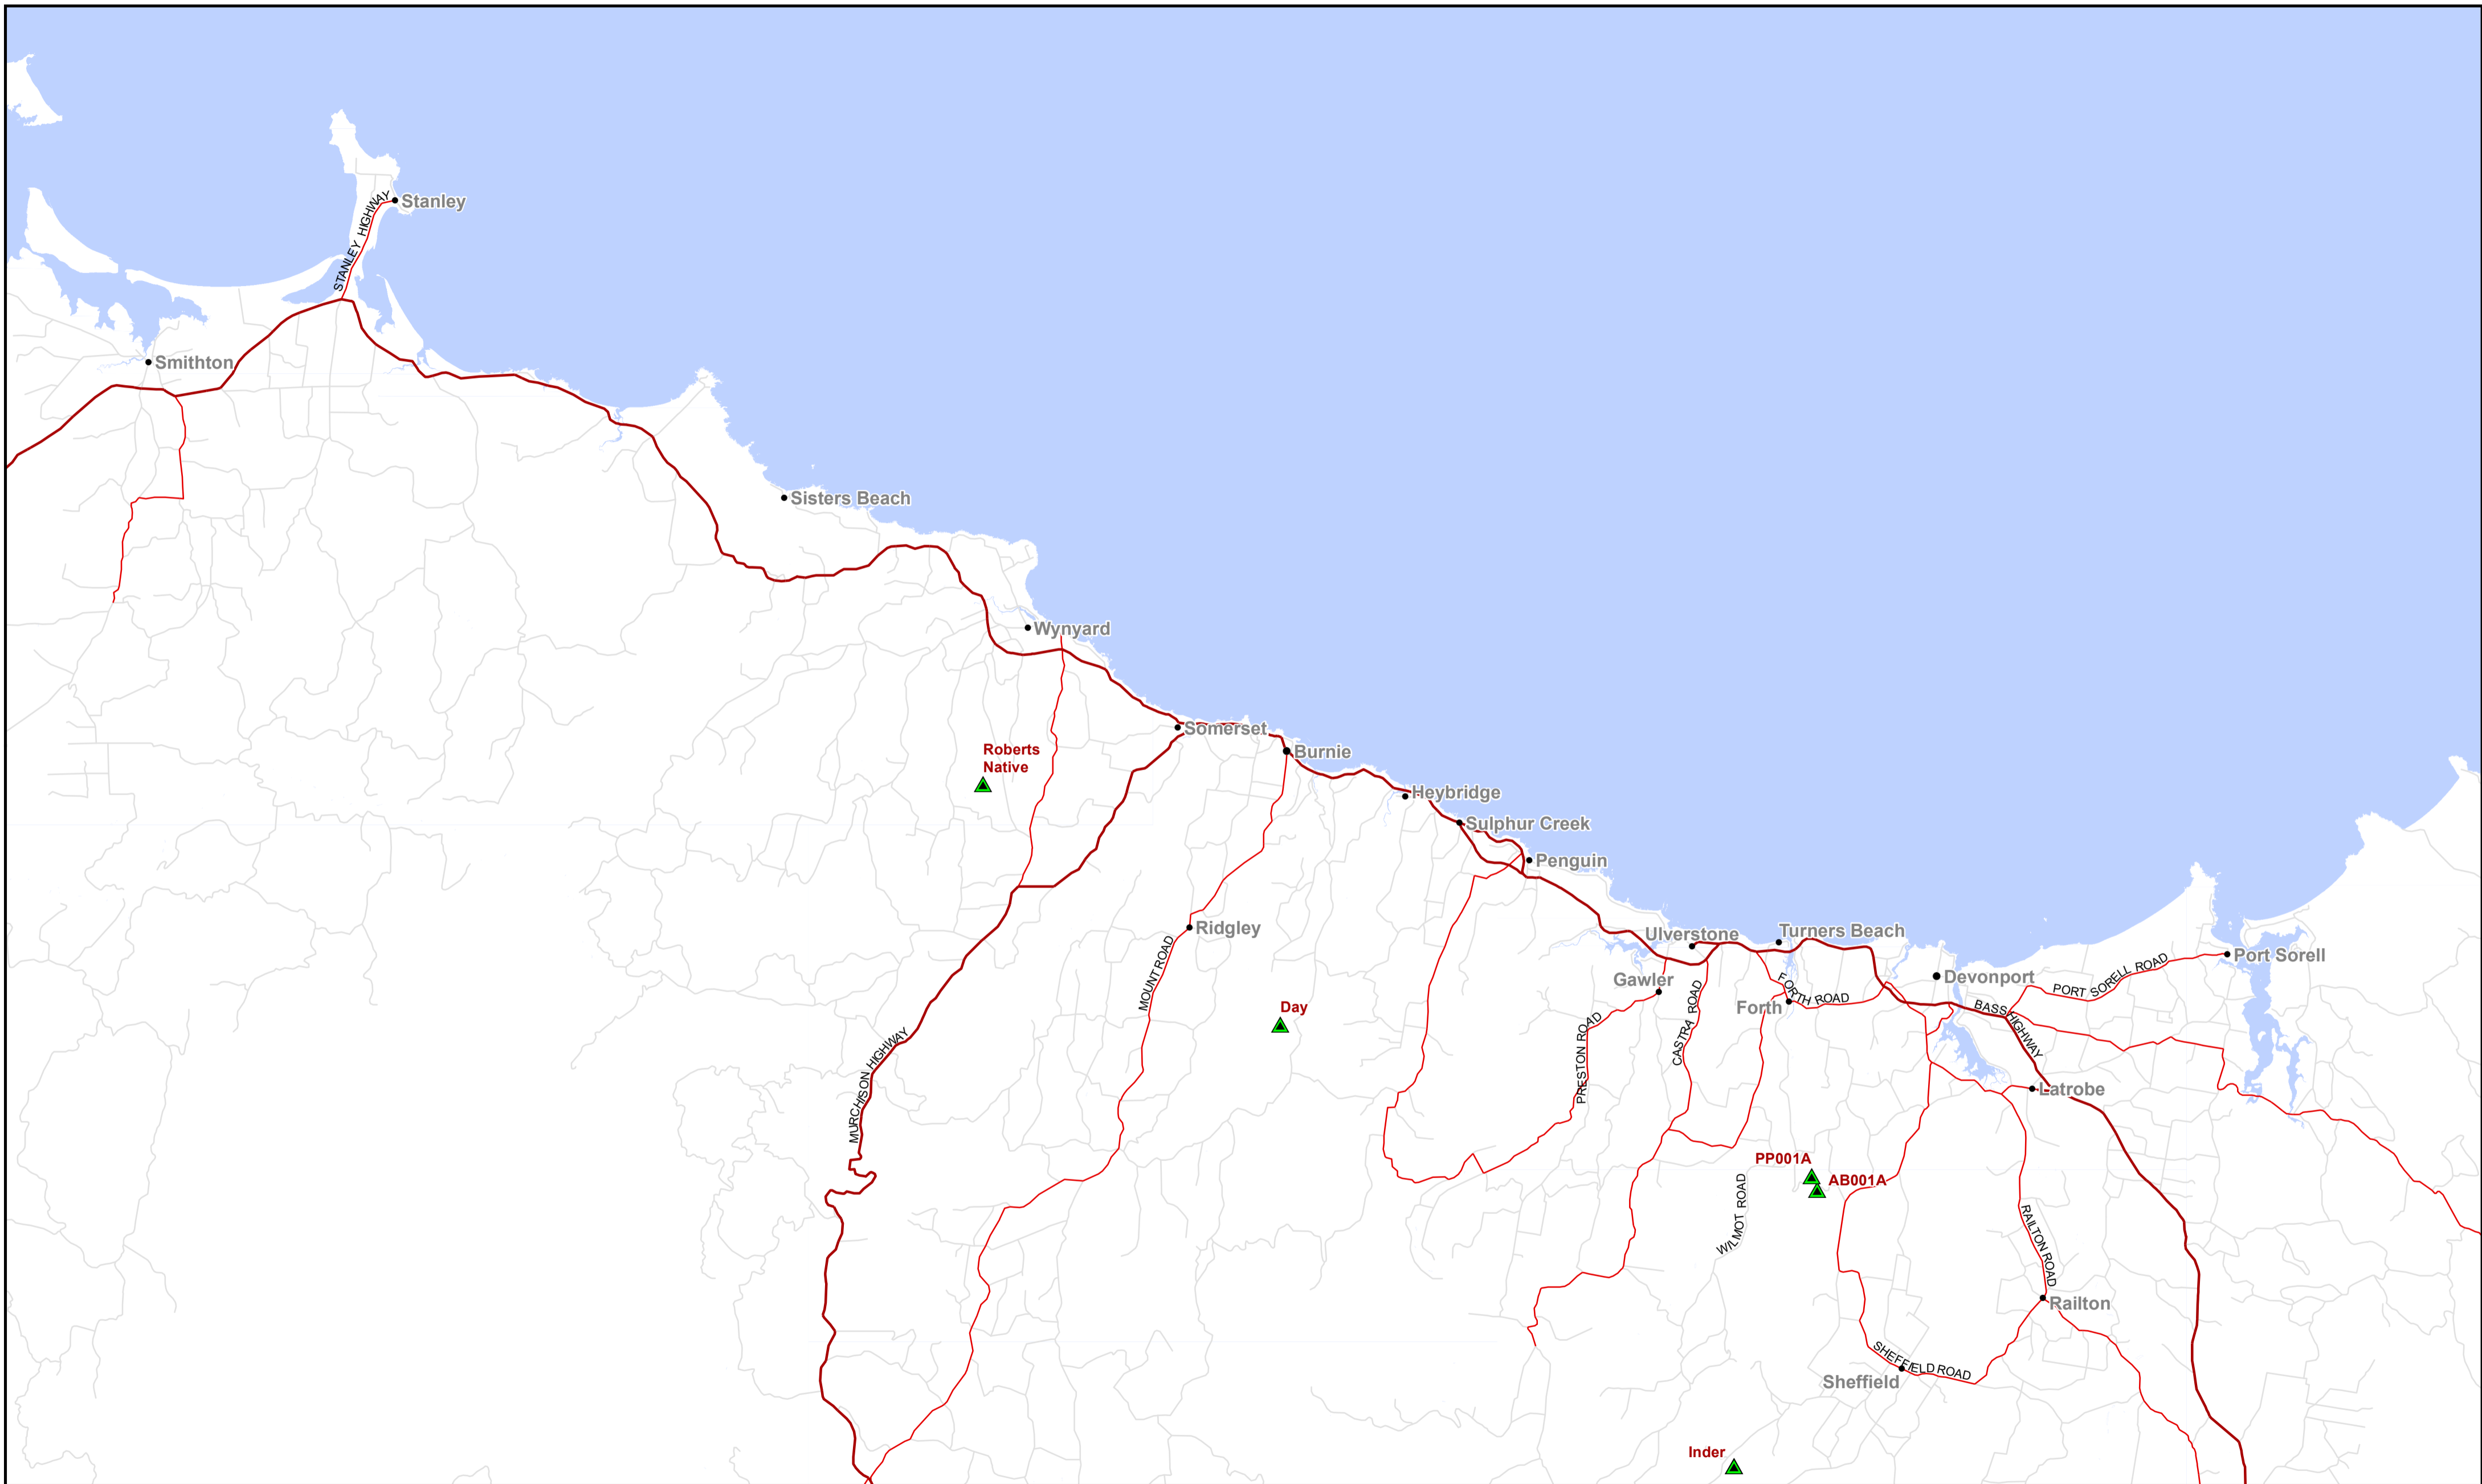 Stanley
STANLEY HIGHWAY
Smithton
Sisters Beach
Wynyard
Somerset
Roberts
Native
Burnie
Heybridge
Sulphur Creek
Penguin
Ridgley
Ulverstone
Turners Beach
Port Sorell
PORT SORELL ROAD
Devonport
Gawler
FORTH ROAD
Forth
BASS HIGHWAY
MOUNT ROAD
Day
CASTRA ROAD
PRESTON ROAD
MURCHISON HIGHWAY
Latrobe
PP001A
AB001A
WILMOT ROAD
RAILTON ROAD
Railton
SHEFFIELD ROAD
Sheffield
Inder